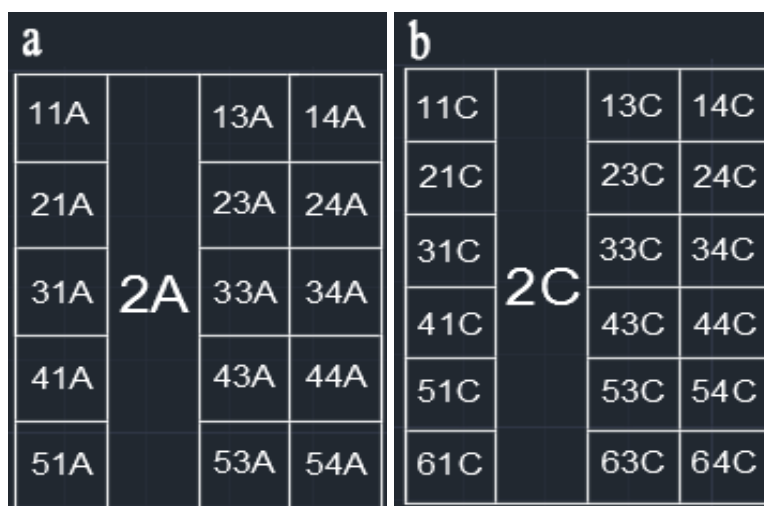 a
11A 13A 14A
21A 23A 24A
31A 2A 33A 34A
41A 43A 44A
51A 53A 54A
b
11C 13C 14C
21C 23C 24C
31C 33C 34C
2C
41C 43C 44C
51C 53C 54C
61C 63C 64C